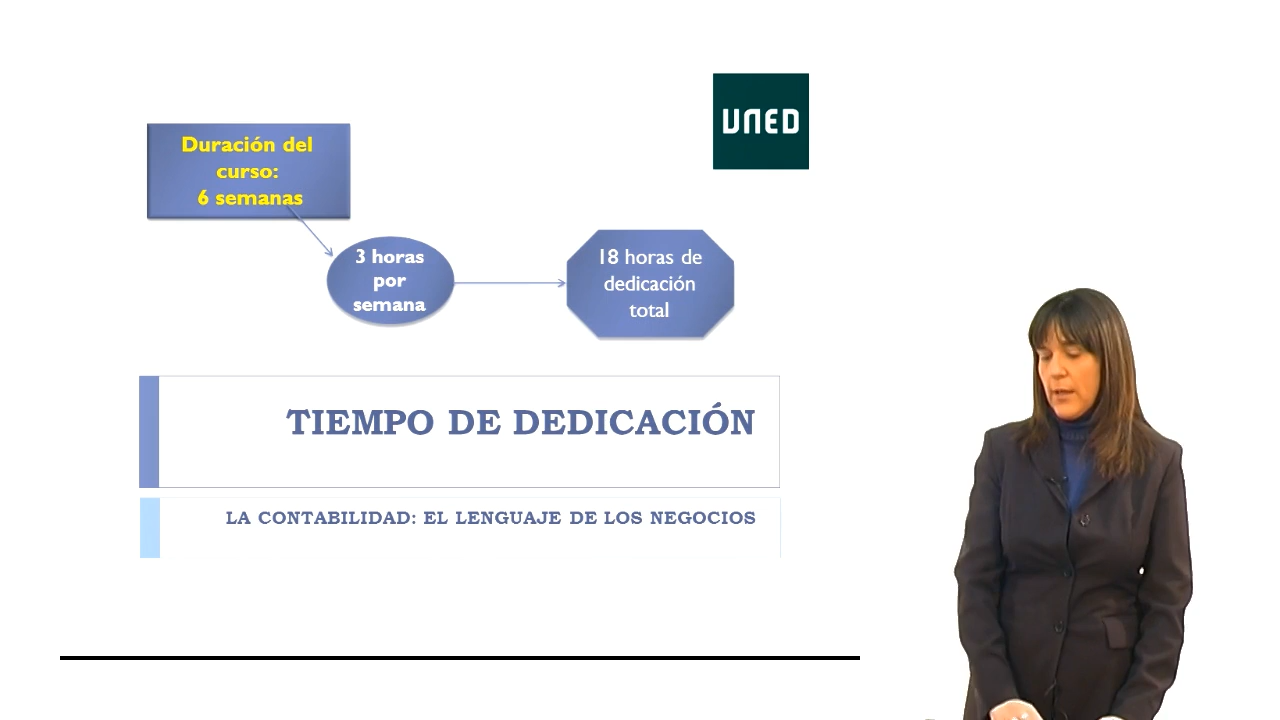 UNED
Duración del
curso:
6 semanas
3 horas
por
semana
18 horas de
dedicación
total
TIEMPO DE DEDICACIÓN
LA CONTABILIDAD: EL LENGUAJE DE LOS NEGOCIOS